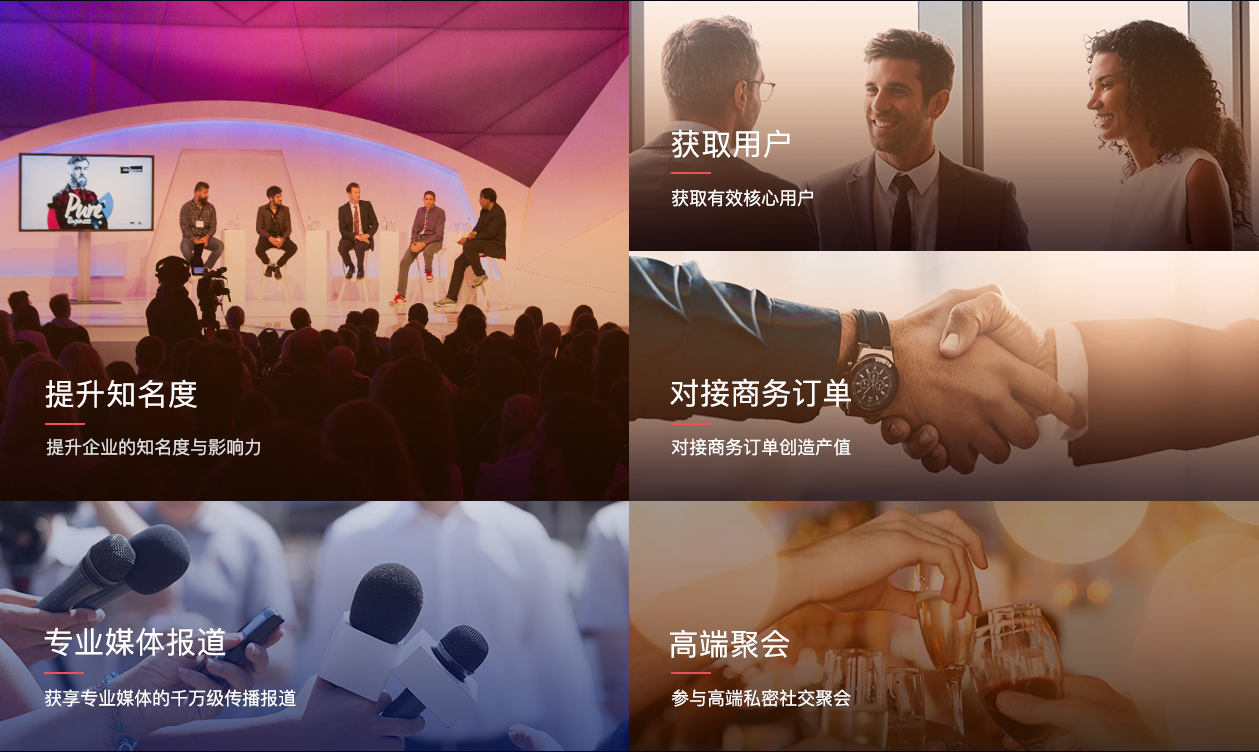 Pure
提升知名度
提升企业的知名度与影响力
获取用户
获取有效核心用户
对接商务订单
对接商务订单创造产值
专业媒体报道
获享专业媒体的千万级传播报道
高端聚会
参与高端私密社交聚会